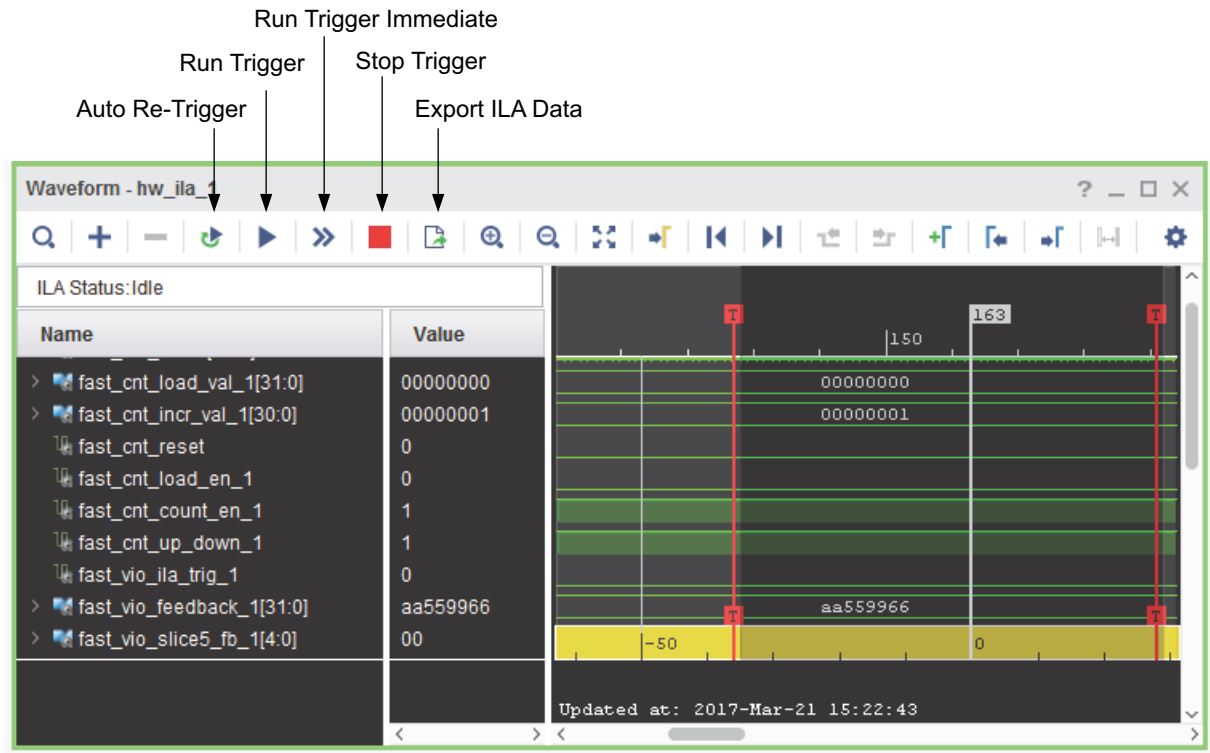 Run Trigger Immediate
Run Trigger
Stop Trigger
Auto Re-Trigger
Export ILA Data
Waveform - hw_ila_1
ILA Status:Idle
Name
Value
T
163
T
150
fast_cnt_load_val_1[31:0]
00000000
00000000
fast_cnt_incr_val_1[30:0]
00000001
00000001
fast_cnt_reset
0
fast_cnt_load_en_1
0
fast_cnt_count_en_1
1
fast_cnt_up_down_1
1
fast_vio_ila_trig_1
0
fast_vio_feedback_1[31:0]
aa559966
aa559966
T
T
fast_vio_slice5_fb_1[4:0]
00
-50
0
Updated at: 2017-Mar-21 15:22:43